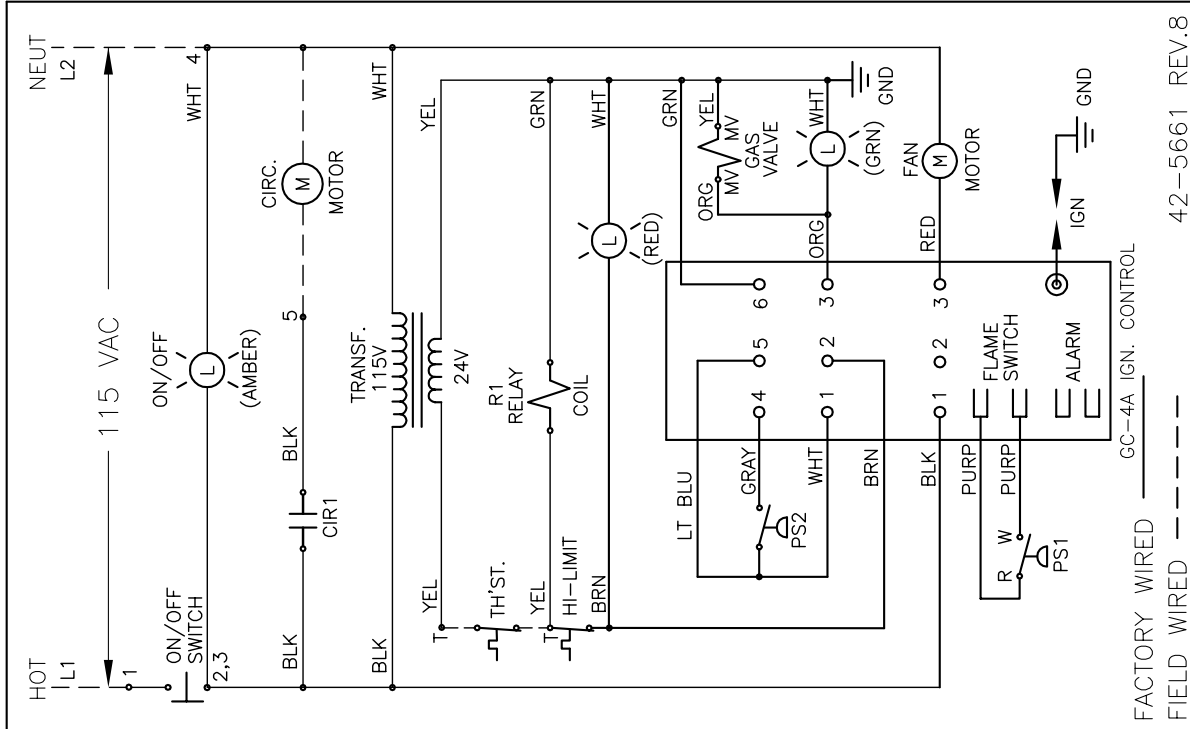 HOT
L1
115 VAC
NEUT
L2
1
ON/OFF
SWITCH
2,3
ON/OFF
L
(AMBER)
WHT
4
BLK
CIR1
BLK
5
CIRC.
M
MOTOR
BLK
TRANSF.
115V
24V
WHT
YEL
YEL
T
TH'ST.
YEL
T
HI-LIMIT
BRN
R1
RELAY
COIL
GRN
L
(RED)
WHT
LT BLU
GRAY
PS2
WHT
BRN
BLK
PURP
PURP
R
W
PS1
4
5
6
1
2
3
1
2
3
FLAME
SWITCH
ALARM
GRN
ORG
MV
MV
YEL
GAS
VALVE
ORG
L
(GRN)
WHT
GND
RED
FAN
M
MOTOR
IGN
GND
GC-4A IGN. CONTROL
FACTORY WIRED
FIELD WIRED
42-5661 REV.8